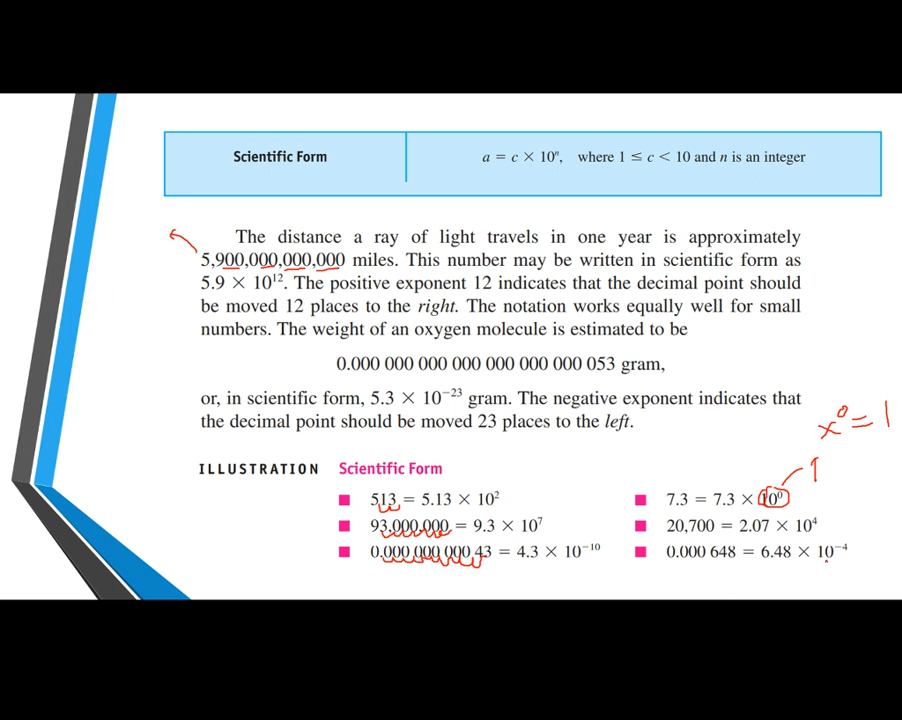 Scientific Form
a = c × 10ⁿ, where 1 ≤ c < 10 and n is an integer
The distance a ray of light travels in one year is approximately
5,900,000,000,000 miles. This number may be written in scientific form as
5.9 × 10¹². The positive exponent 12 indicates that the decimal point should
be moved 12 places to the right. The notation works equally well for small
numbers. The weight of an oxygen molecule is estimated to be
0.000 000 000 000 000 000 000 053 gram,
or, in scientific form, 5.3 × 10⁻²³ gram. The negative exponent indicates that
the decimal point should be moved 23 places to the left.
x⁰ = 1
ILLUSTRATION Scientific Form
1
513 = 5.13 × 10²
93,000,000 = 9.3 × 10⁷
0.000 000 000 43 = 4.3 × 10⁻¹⁰
7.3 = 7.3 × 10⁰
20,700 = 2.07 × 10⁴
0.000 648 = 6.48 × 10⁻⁴